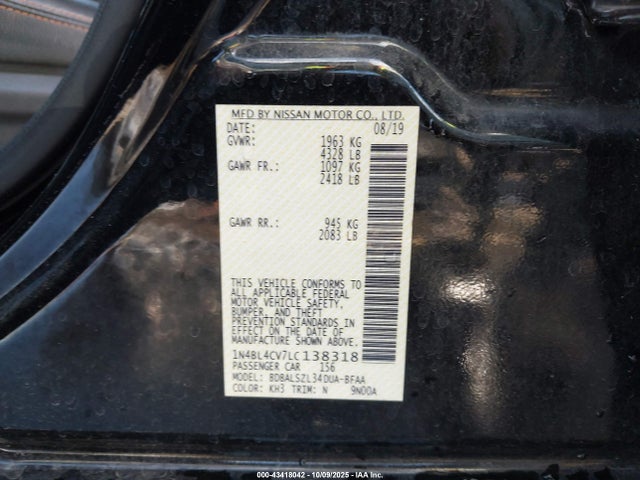 MFD BY NISSAN MOTOR CO., LTD.
DATE: 08/19
GVWR: 1963 KG
4328 LB
GAWR FR.: 1097 KG
2418 LB
GAWR RR.: 945 KG
2083 LB
THIS VEHICLE CONFORMS TO
ALL APPLICABLE FEDERAL
MOTOR VEHICLE SAFETY,
BUMPER, AND THEFT
PREVENTION STANDARDS IN
EFFECT ON THE DATE OF
MANUFACTURE SHOWN ABOVE.
1N4BL4CV7LC138318
PASSENGER CAR 156
MODEL: BDBALSZL34DUA-BFAA
COLOR: KH3 TRIM: N 9N00A
000-43418042 - 10/09/2025 - IAA Inc.